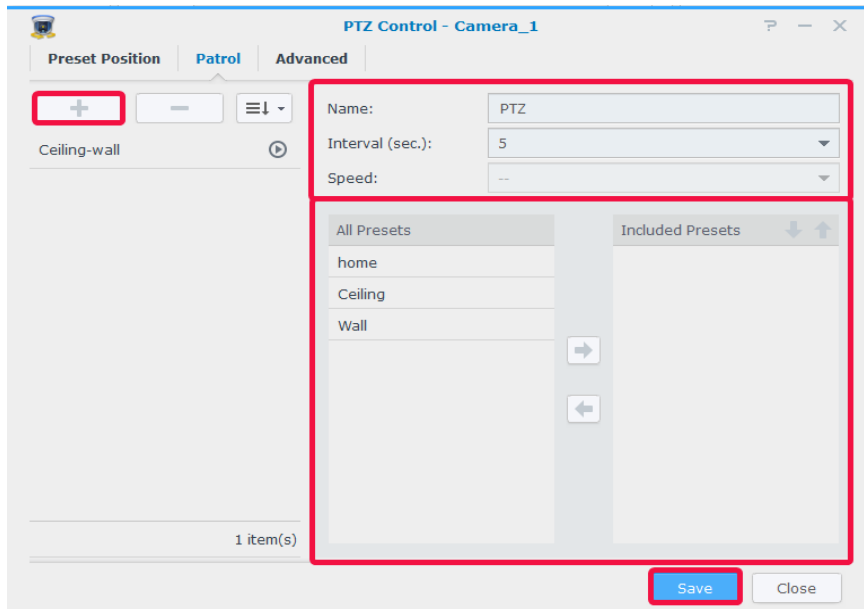 PTZ Control - Camera_1
Preset Position Patrol Advanced
Name: PTZ
Ceiling-wall
Interval (sec.): 5
Speed: --
All Presets
Included Presets
home
Ceiling
Wall
1 item(s)
Save Close